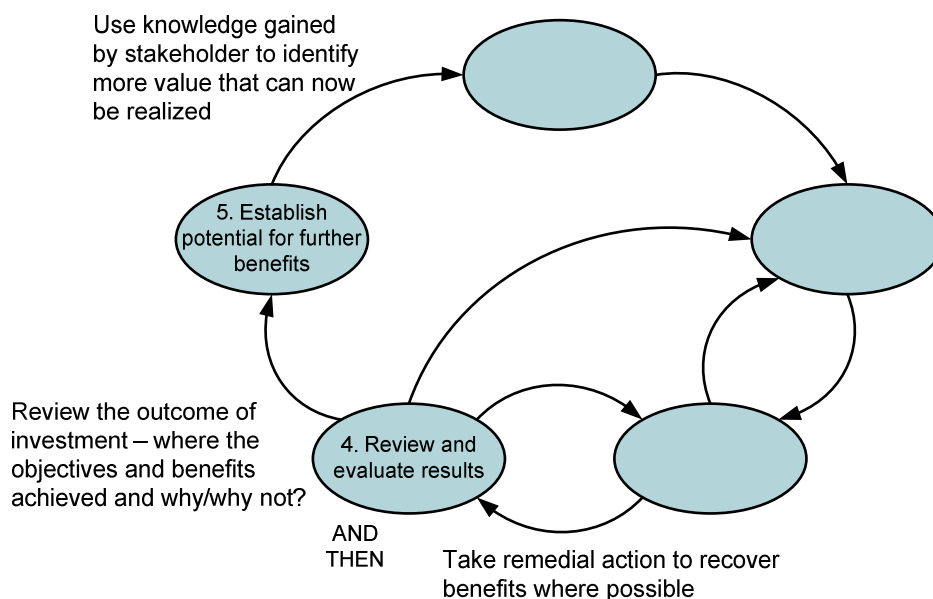 Use knowledge gained
by stakeholder to identify
more value that can now
be realized
5. Establish
potential for further
benefits
Review the outcome of
investment – where the
objectives and benefits
achieved and why/why not?
4. Review and
evaluate results
AND
THEN
Take remedial action to recover
benefits where possible